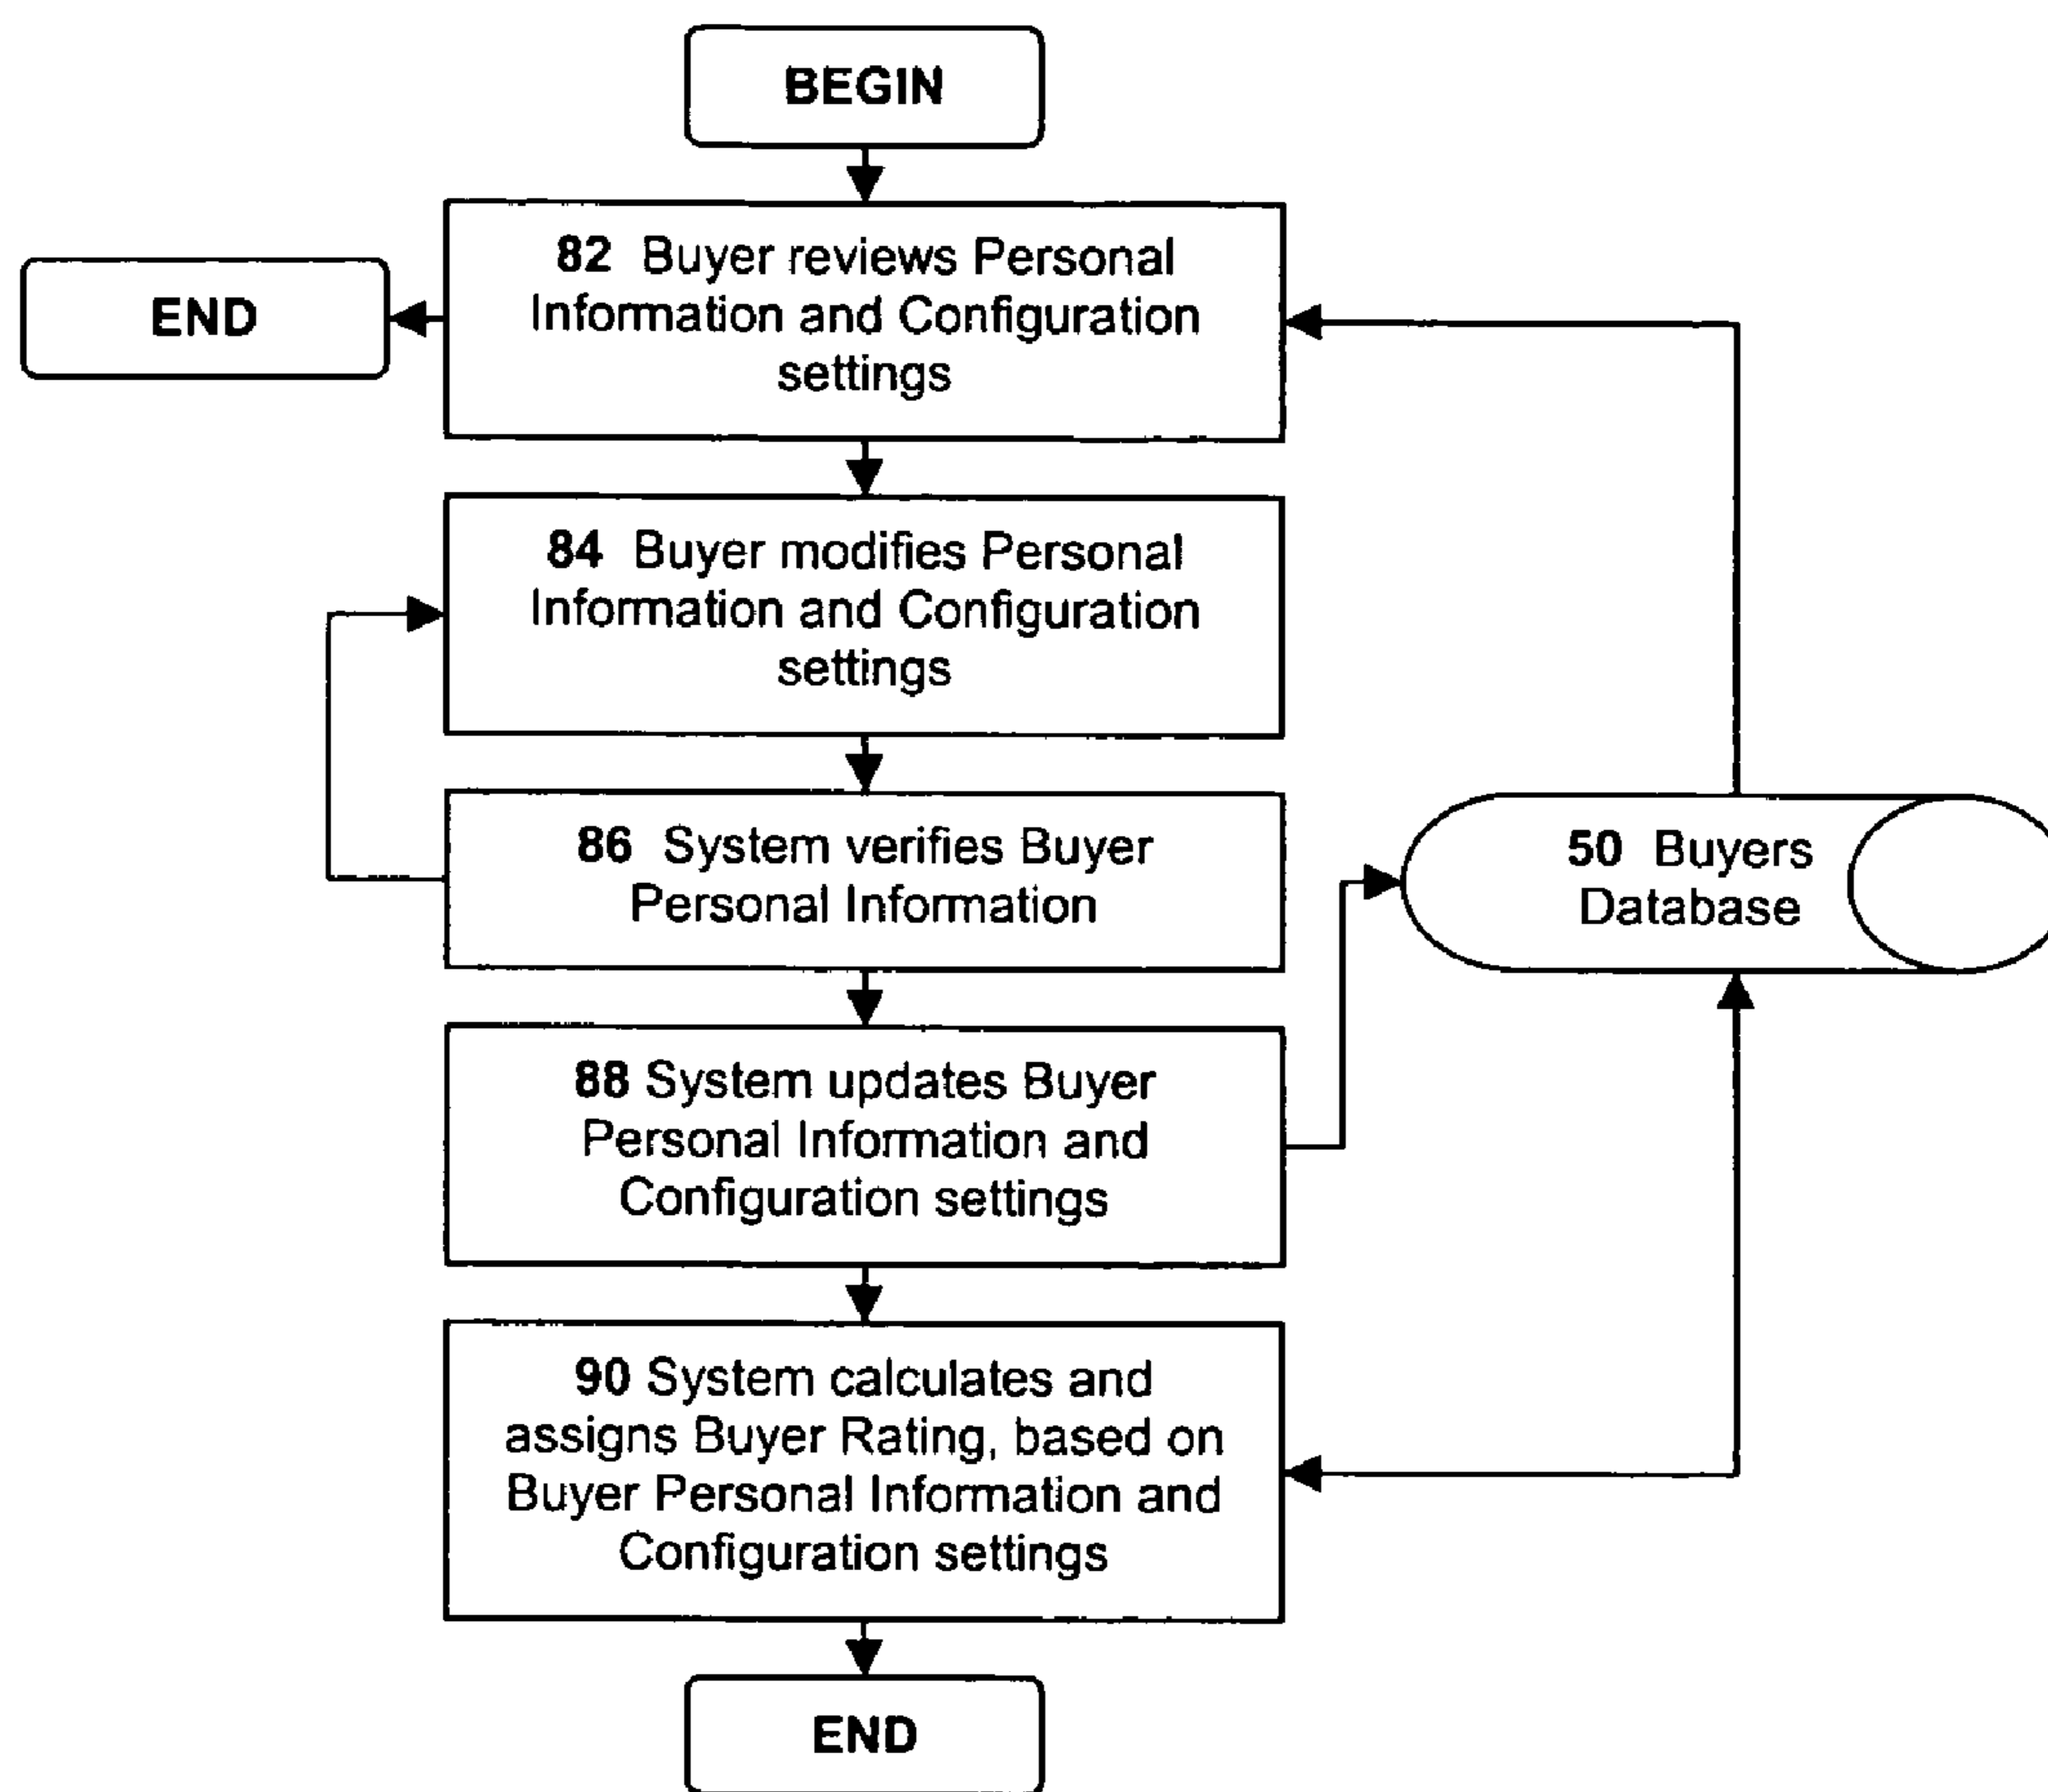 BEGIN
82 Buyer reviews Personal
Information and Configuration
settings
END
84 Buyer modifies Personal
Information and Configuration
settings
86 System verifies Buyer
Personal Information
50 Buyers
Database
88 System updates Buyer
Personal Information and
Configuration settings
90 System calculates and
assigns Buyer Rating, based on
Buyer Personal Information and
Configuration settings
END